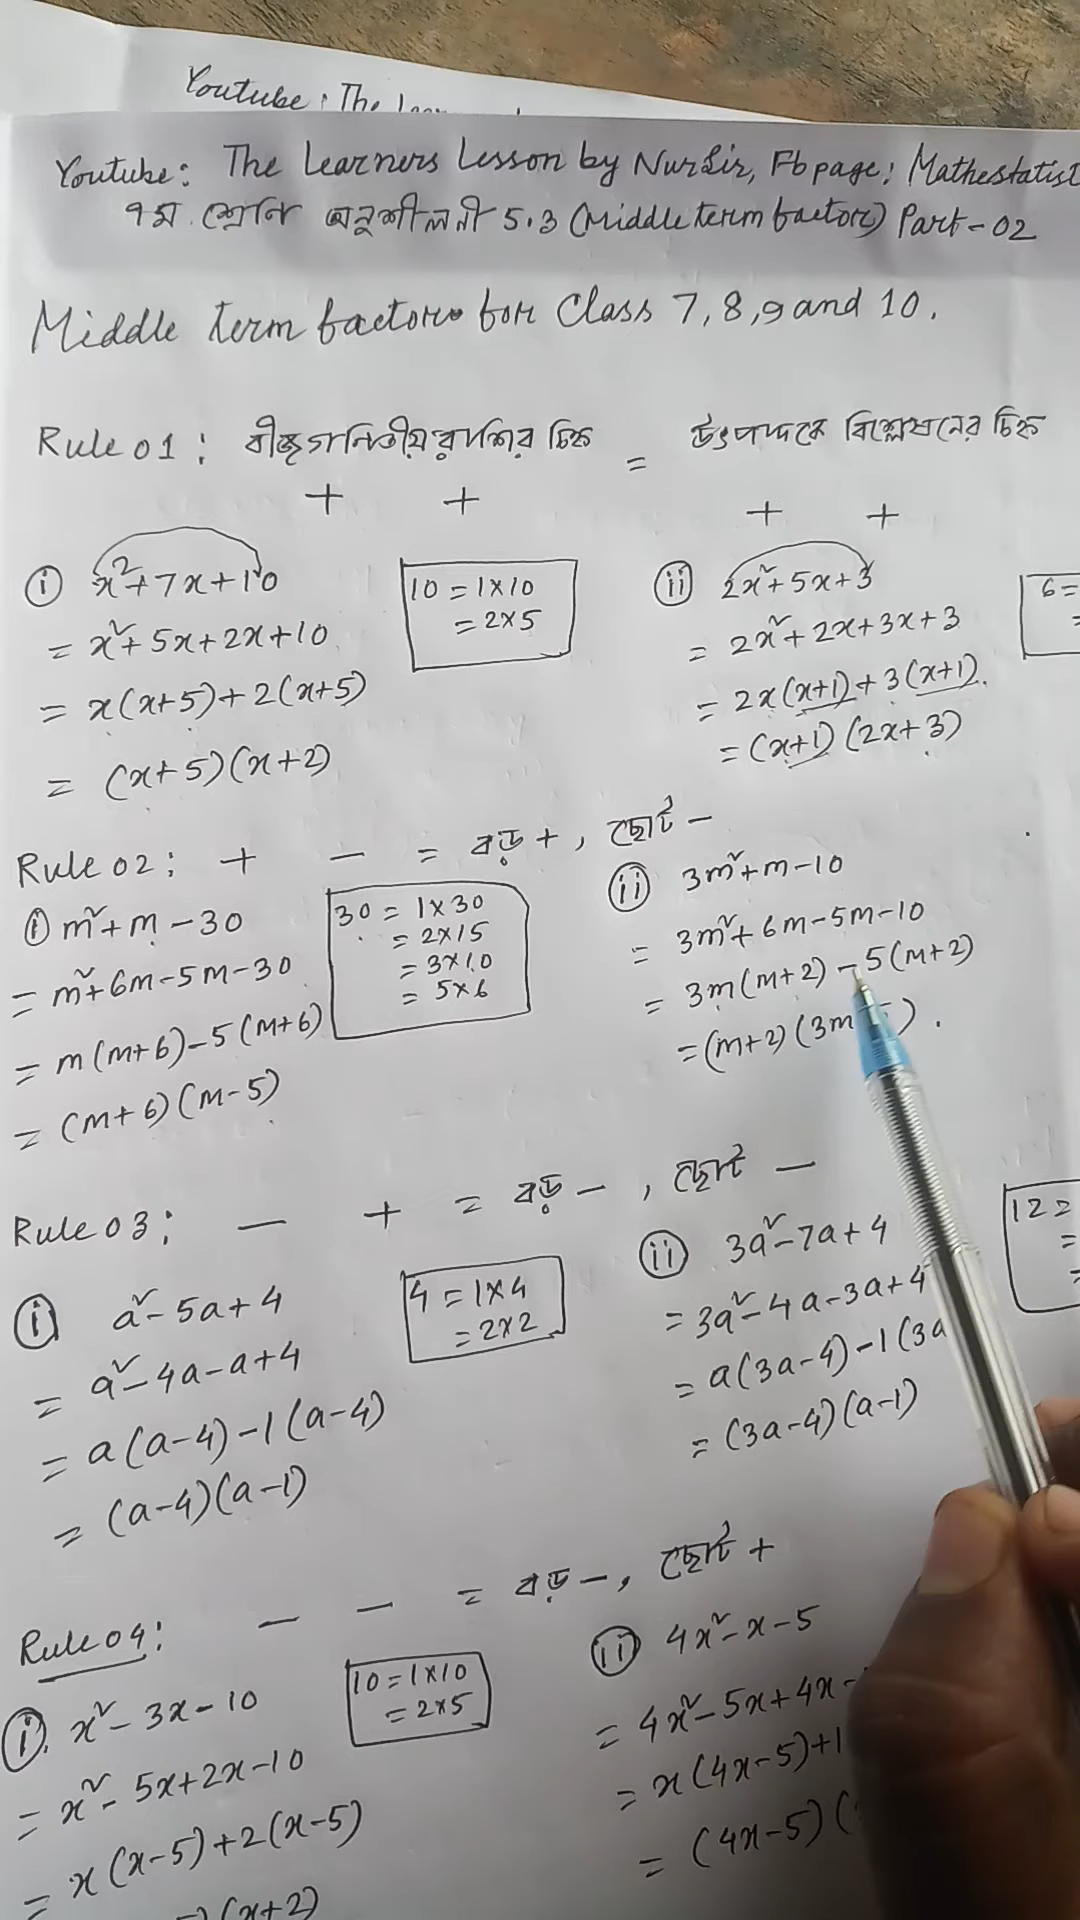 Youtube: The
Youtube: The Learners Lesson by NurSir, Fb page: Mathestatist
৭ম শ্রেনি অনুশীলনী 5.3 (Middle term factor) Part-02
Middle term factor for Class 7, 8, 9 and 10.
Rule 01: বীজগানিতীয় রাশির চিহ্ন = উৎপাদকে বিশ্লেষনের চিহ্ন
+ + + +
(i) x²+7x+10
= x²+5x+2x+10
= x(x+5)+2(x+5)
= (x+5)(x+2)
10 = 1×10
= 2×5
(ii) 2x²+5x+3
= 2x²+2x+3x+3
= 2x(x+1)+3(x+1).
= (x+1)(2x+3)
6=
=
Rule 02: + - = বড় +, ছোট -
(i) m²+m-30
= m²+6m-5m-30
= m(m+6)-5(m+6)
= (m+6)(m-5)
30 = 1×30
= 2×15
= 3×10
= 5×6
(ii) 3m²+m-10
= 3m²+6m-5m-10
= 3m(m+2)-5(m+2)
=(m+2)(3m ).
Rule 03: - + = বড় -, ছোট -
(i) a²-5a+4
= a²-4a-a+4
= a(a-4)-1(a-4)
= (a-4)(a-1)
4 = 1×4
= 2×2
(ii) 3a²-7a+4
= 3a²-4a-3a+4
= a(3a-4)-1(3a
= (3a-4)(a-1)
12=
=
=
Rule 04: - - = বড় -, ছোট +
(i). x²-3x-10
= x²-5x+2x-10
= x(x-5)+2(x-5)
)(x+2)
10 = 1×10
= 2×5
(ii) 4x²-x-5
= 4x²-5x+4x-
= x(4x-5)+1
= (4x-5)(